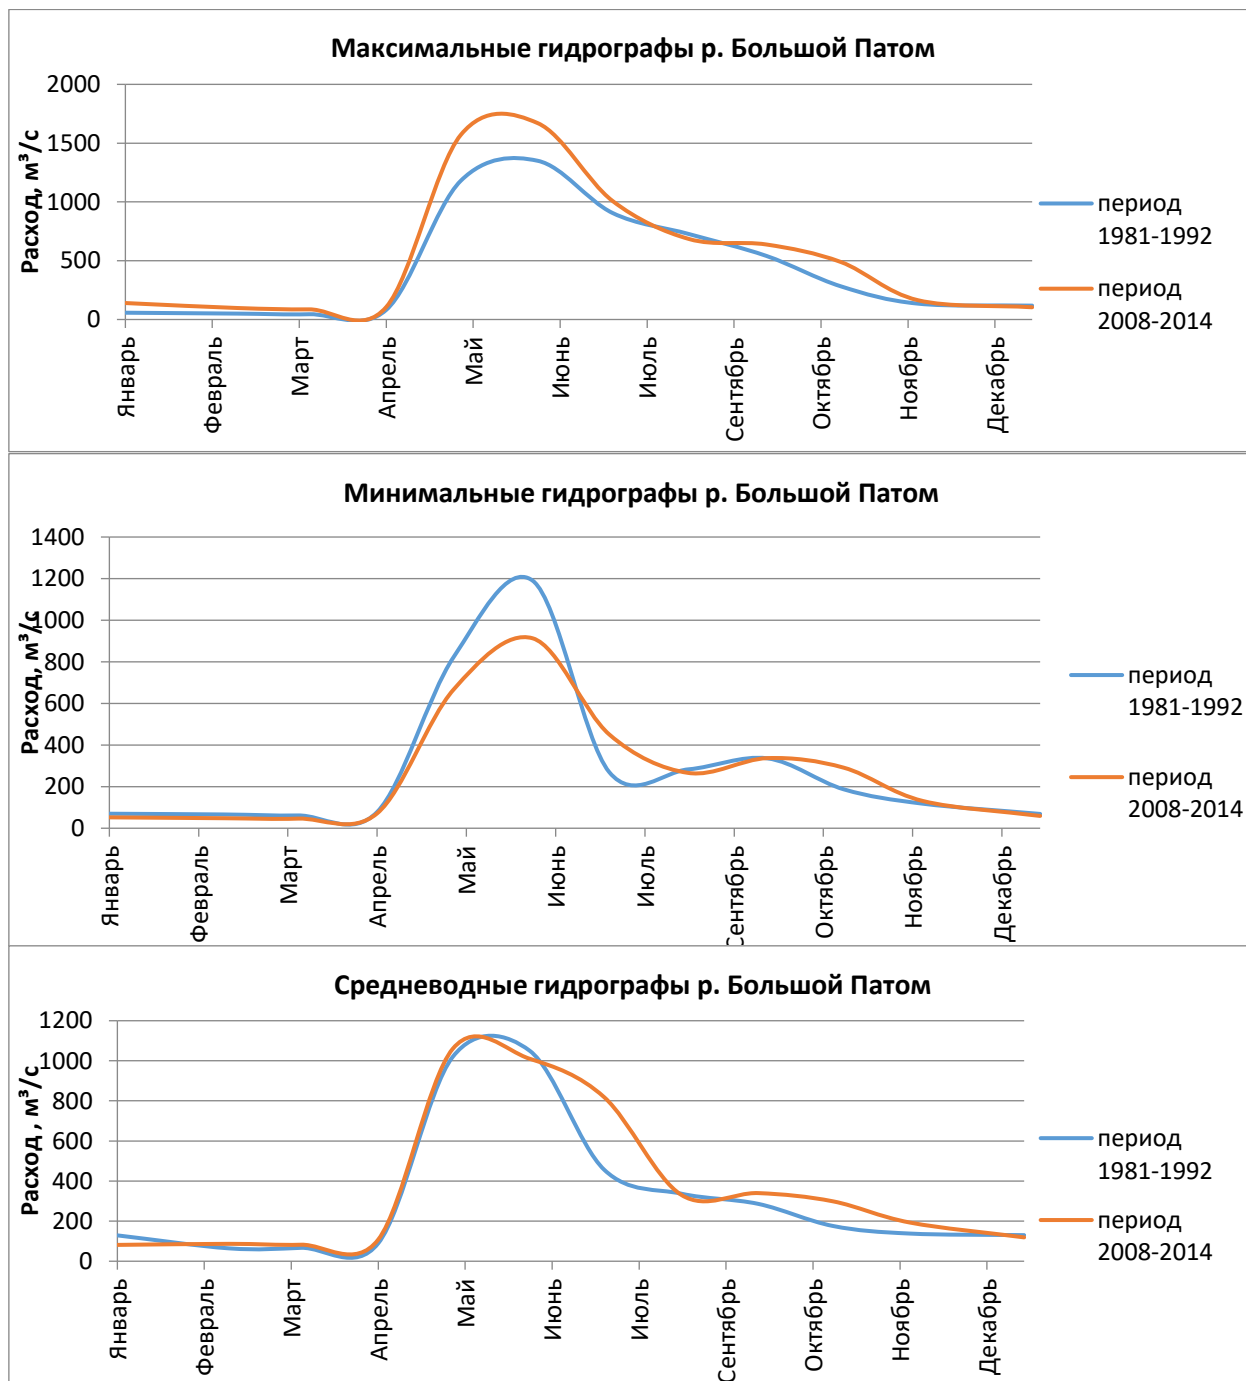 Максимальные гидрографы р. Большой Патом
2000
1500
1000
500
0
Расход, м³/с
Январь
Февраль
Март
Апрель
Май
Июнь
Июль
Сентябрь
Октябрь
Ноябрь
Декабрь
период
1981-1992
период
2008-2014
Минимальные гидрографы р. Большой Патом
1400
1200
1000
800
600
400
200
0
Расход, м³/с
Январь
Февраль
Март
Апрель
Май
Июнь
Июль
Сентябрь
Октябрь
Ноябрь
Декабрь
период
1981-1992
период
2008-2014
Средневодные гидрографы р. Большой Патом
1200
1000
800
600
400
200
0
Расход , м³/с
Январь
Февраль
Март
Апрель
Май
Июнь
Июль
Сентябрь
Октябрь
Ноябрь
Декабрь
период
1981-1992
период
2008-2014